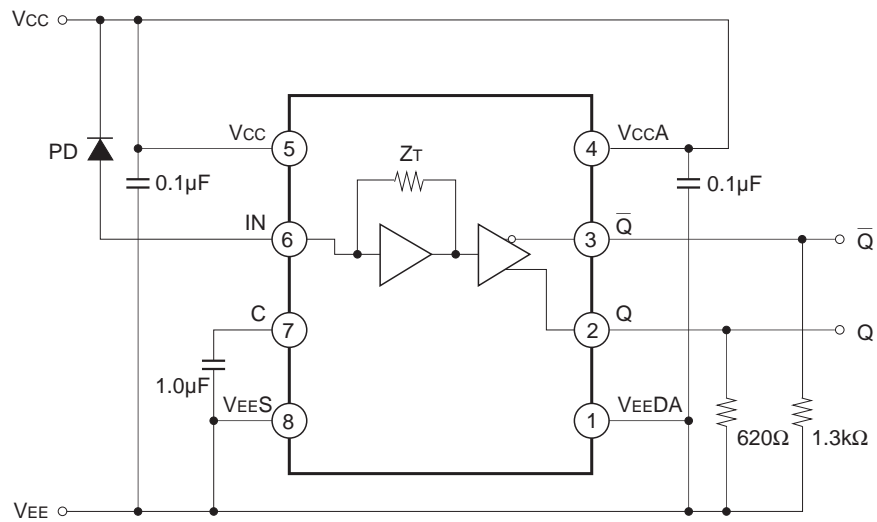 VCC
VCC
VCCA
5
4
PD
ZT
0.1µF
0.1µF
IN
Q̅
6
3
Q̅
C
Q
7
2
Q
1.0µF
VEES
VEEDA
8
1
620Ω
1.3kΩ
VEE